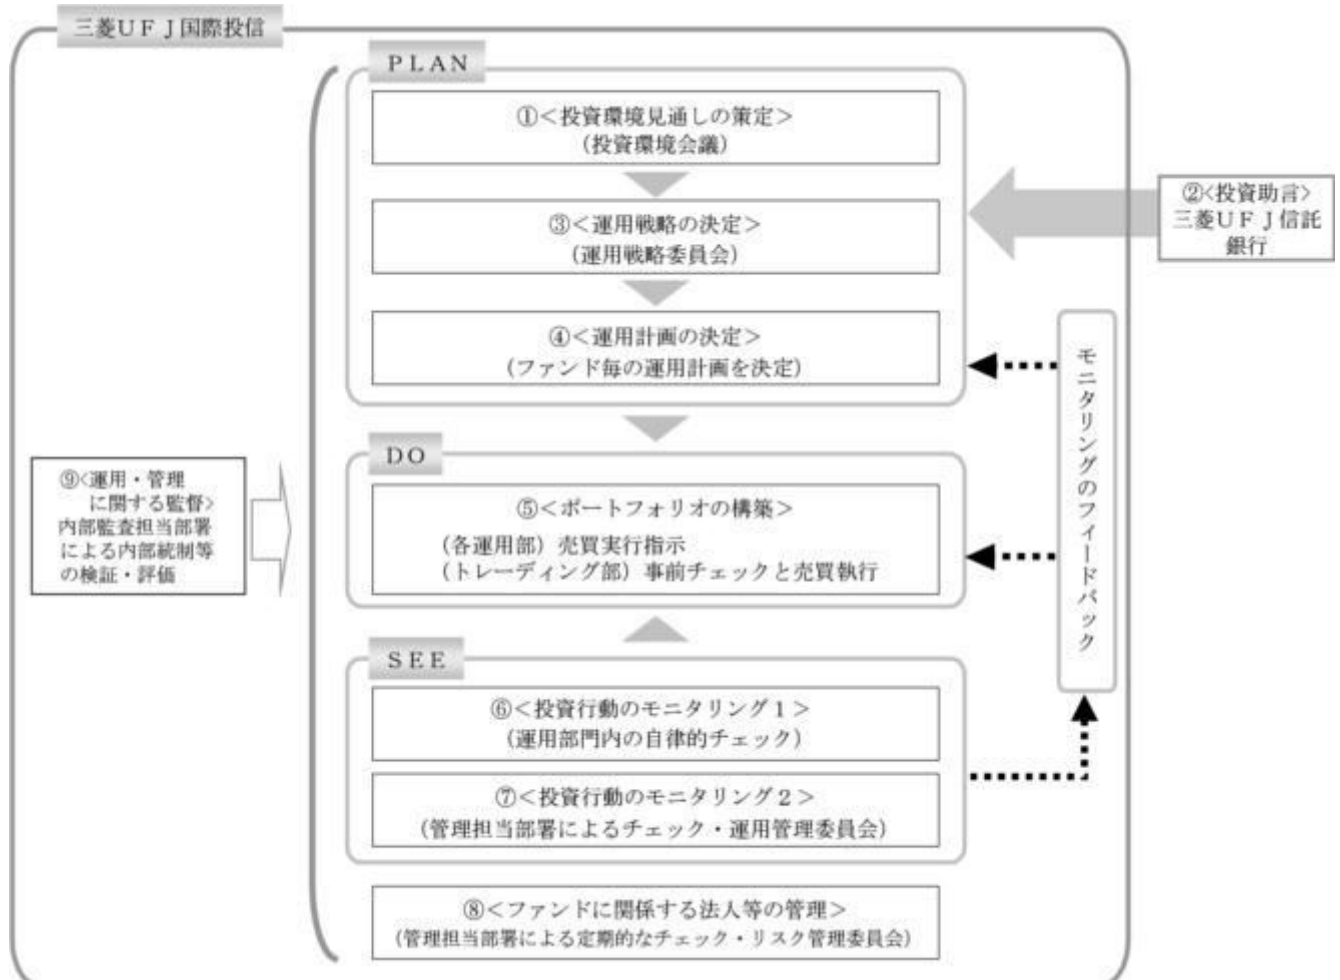 三菱ＵＦＪ国際投信
ＰＬＡＮ
①＜投資環境見通しの策定＞
（投資環境会議）
②<投資助言>
三菱ＵＦＪ信託
銀行
③＜運用戦略の決定＞
（運用戦略委員会）
④＜運用計画の決定＞
（ファンド毎の運用計画を決定）
モニタリングのフィードバック
ＤＯ
⑤＜ポートフォリオの構築＞
（各運用部）売買実行指示
（トレーディング部）事前チェックと売買執行
⑨<運用・管理
に関する監督>
内部監査担当部署
による内部統制等
の検証・評価
ＳＥＥ
⑥＜投資行動のモニタリング１＞
（運用部門内の自律的チェック）
⑦＜投資行動のモニタリング２＞
（管理担当部署によるチェック・運用管理委員会）
⑧＜ファンドに関係する法人等の管理＞
（管理担当部署による定期的なチェック・リスク管理委員会）